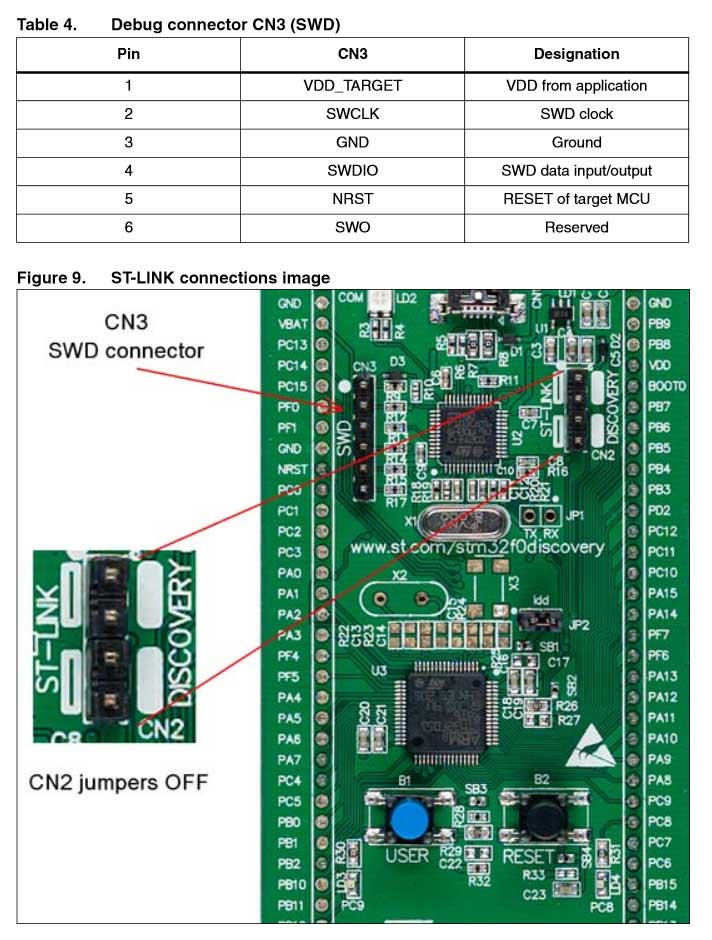 Table 4. Debug connector CN3 (SWD)
Pin CN3 Designation
1 VDD_TARGET VDD from application
2 SWCLK SWD clock
3 GND Ground
4 SWDIO SWD data input/output
5 NRST RESET of target MCU
6 SWO Reserved
Figure 9. ST-LINK connections image
CN3
SWD connector
GND
VBAT
PC13
PC14
PC15
PF0
PF1
GND
NRST
PC0
PC1
PC2
PC3
PA0
PA1
PA2
PA3
PF4
PF5
PA4
PA5
PA6
PA7
PC4
PC5
PB0
PB1
PB2
PB10
PB11
COM
LD2
R3
R4
CN3
D3
R10
SWD
R17
R5
R6
R7
R8
D1
R11
CN1
LD1
U1
C3
C5 D2
U2
C7
ST-LINK
DISCOVERY
CN2
C9
C10
R16
R18
R19
R20
R21
X1
TX RX
JP1
www.st.com/stm32f0discovery
X2
X3
Idd
JP2
R22
C13
R23
C14
C15
R24
R25
SB1
C17
U3
C18
C19
SB2
R26
R27
C20
C21
B1
USER
SB3
R28
R29
C22
R32
B2
RESET
R33
C23
SB4
R30
LD3
PC9
R31
LD4
PC8
GND
PB9
PB8
VDD
BOOT0
PB7
PB6
PB5
PB4
PB3
PD2
PC12
PC11
PC10
PA15
PA14
PF7
PF6
PA13
PA12
PA11
PA10
PA9
PA8
PC9
PC8
PC7
PC6
PB15
PB14
ST-LINK
DISCOVERY
C8
CN2
CN2 jumpers OFF